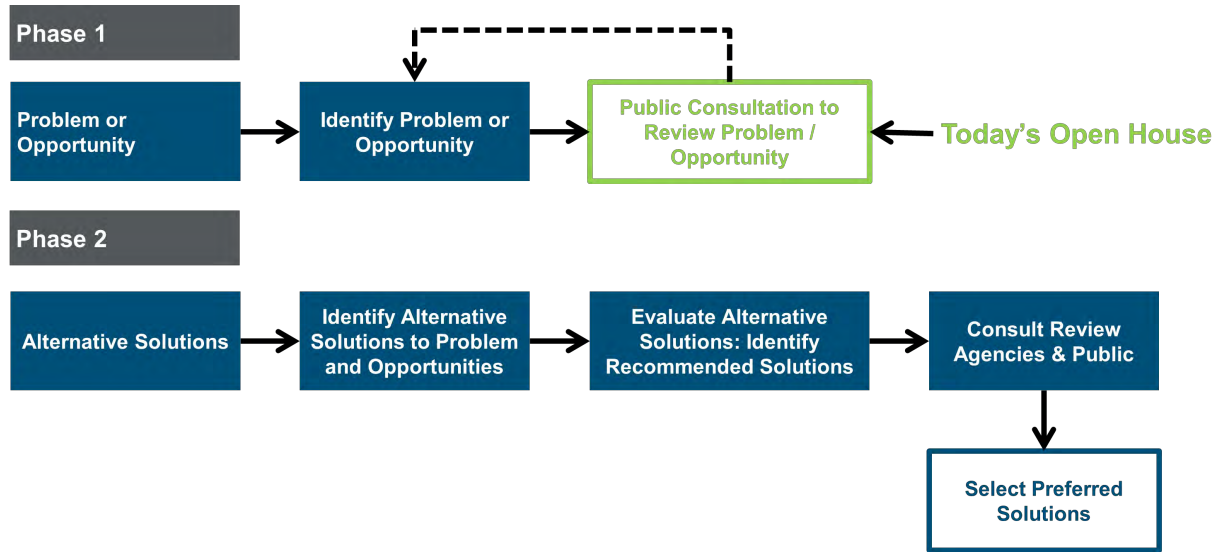 Phase 1
Problem or
Opportunity
Identify Problem or
Opportunity
Public Consultation to
Review Problem /
Opportunity
Today's Open House
Phase 2
Alternative Solutions
Identify Alternative
Solutions to Problem
and Opportunities
Evaluate Alternative
Solutions: Identify
Recommended Solutions
Consult Review
Agencies & Public
Select Preferred
Solutions